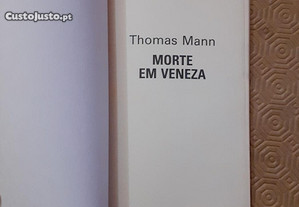 CustoJusto.pt
Thomas Mann
MORTE
EM VENEZA